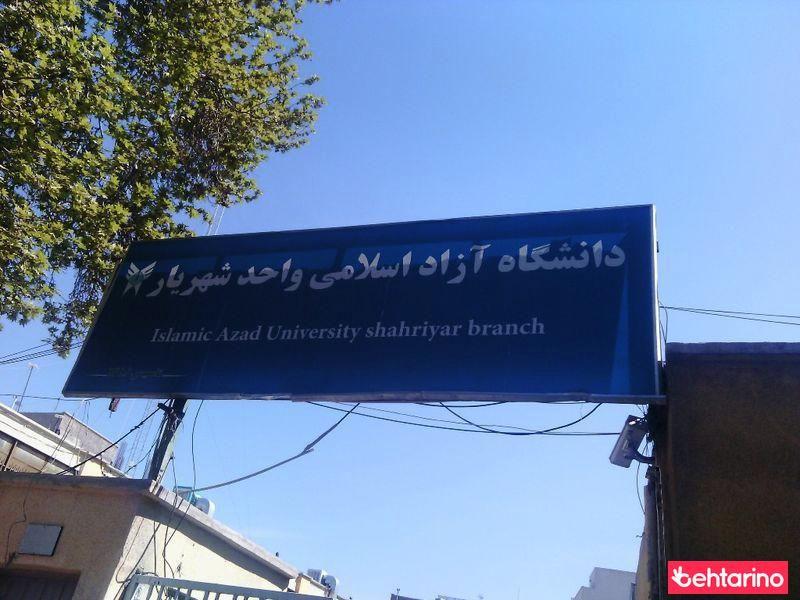 دانشگاه آزاد اسلامی واحد شهریار
Islamic Azad University shahriyar branch
behtarino